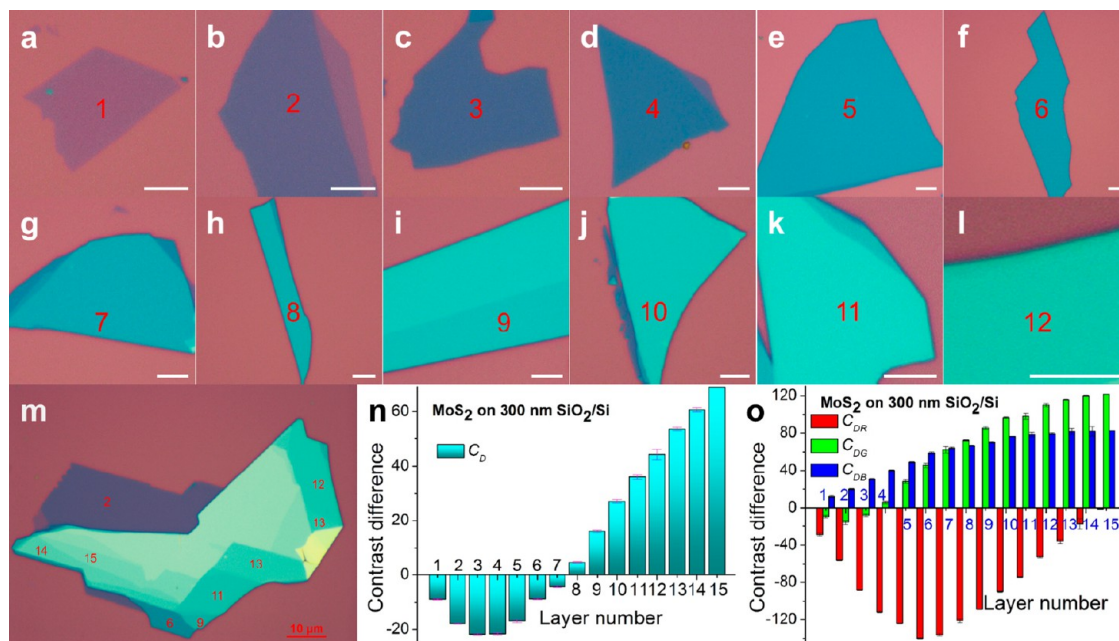 a
b
c
d
e
f
1
2
3
4
5
6
g
h
i
j
k
l
7
8
9
10
11
12
m
2
12
13
14
15
13
11
6
9
10 μm
n
MoS2 on 300 nm SiO2/Si
CD
Contrast difference
60
40
20
0
-20
1 2 3 4 5 6 7
8 9 10 11 12 13 14 15
Layer number
o
MoS2 on 300 nm SiO2/Si
CDR
CDG
CDB
Contrast difference
120
80
40
0
-40
-80
-120
1 2 3 4
5 6 7 8 9 10 11 12 13 14 15
Layer number